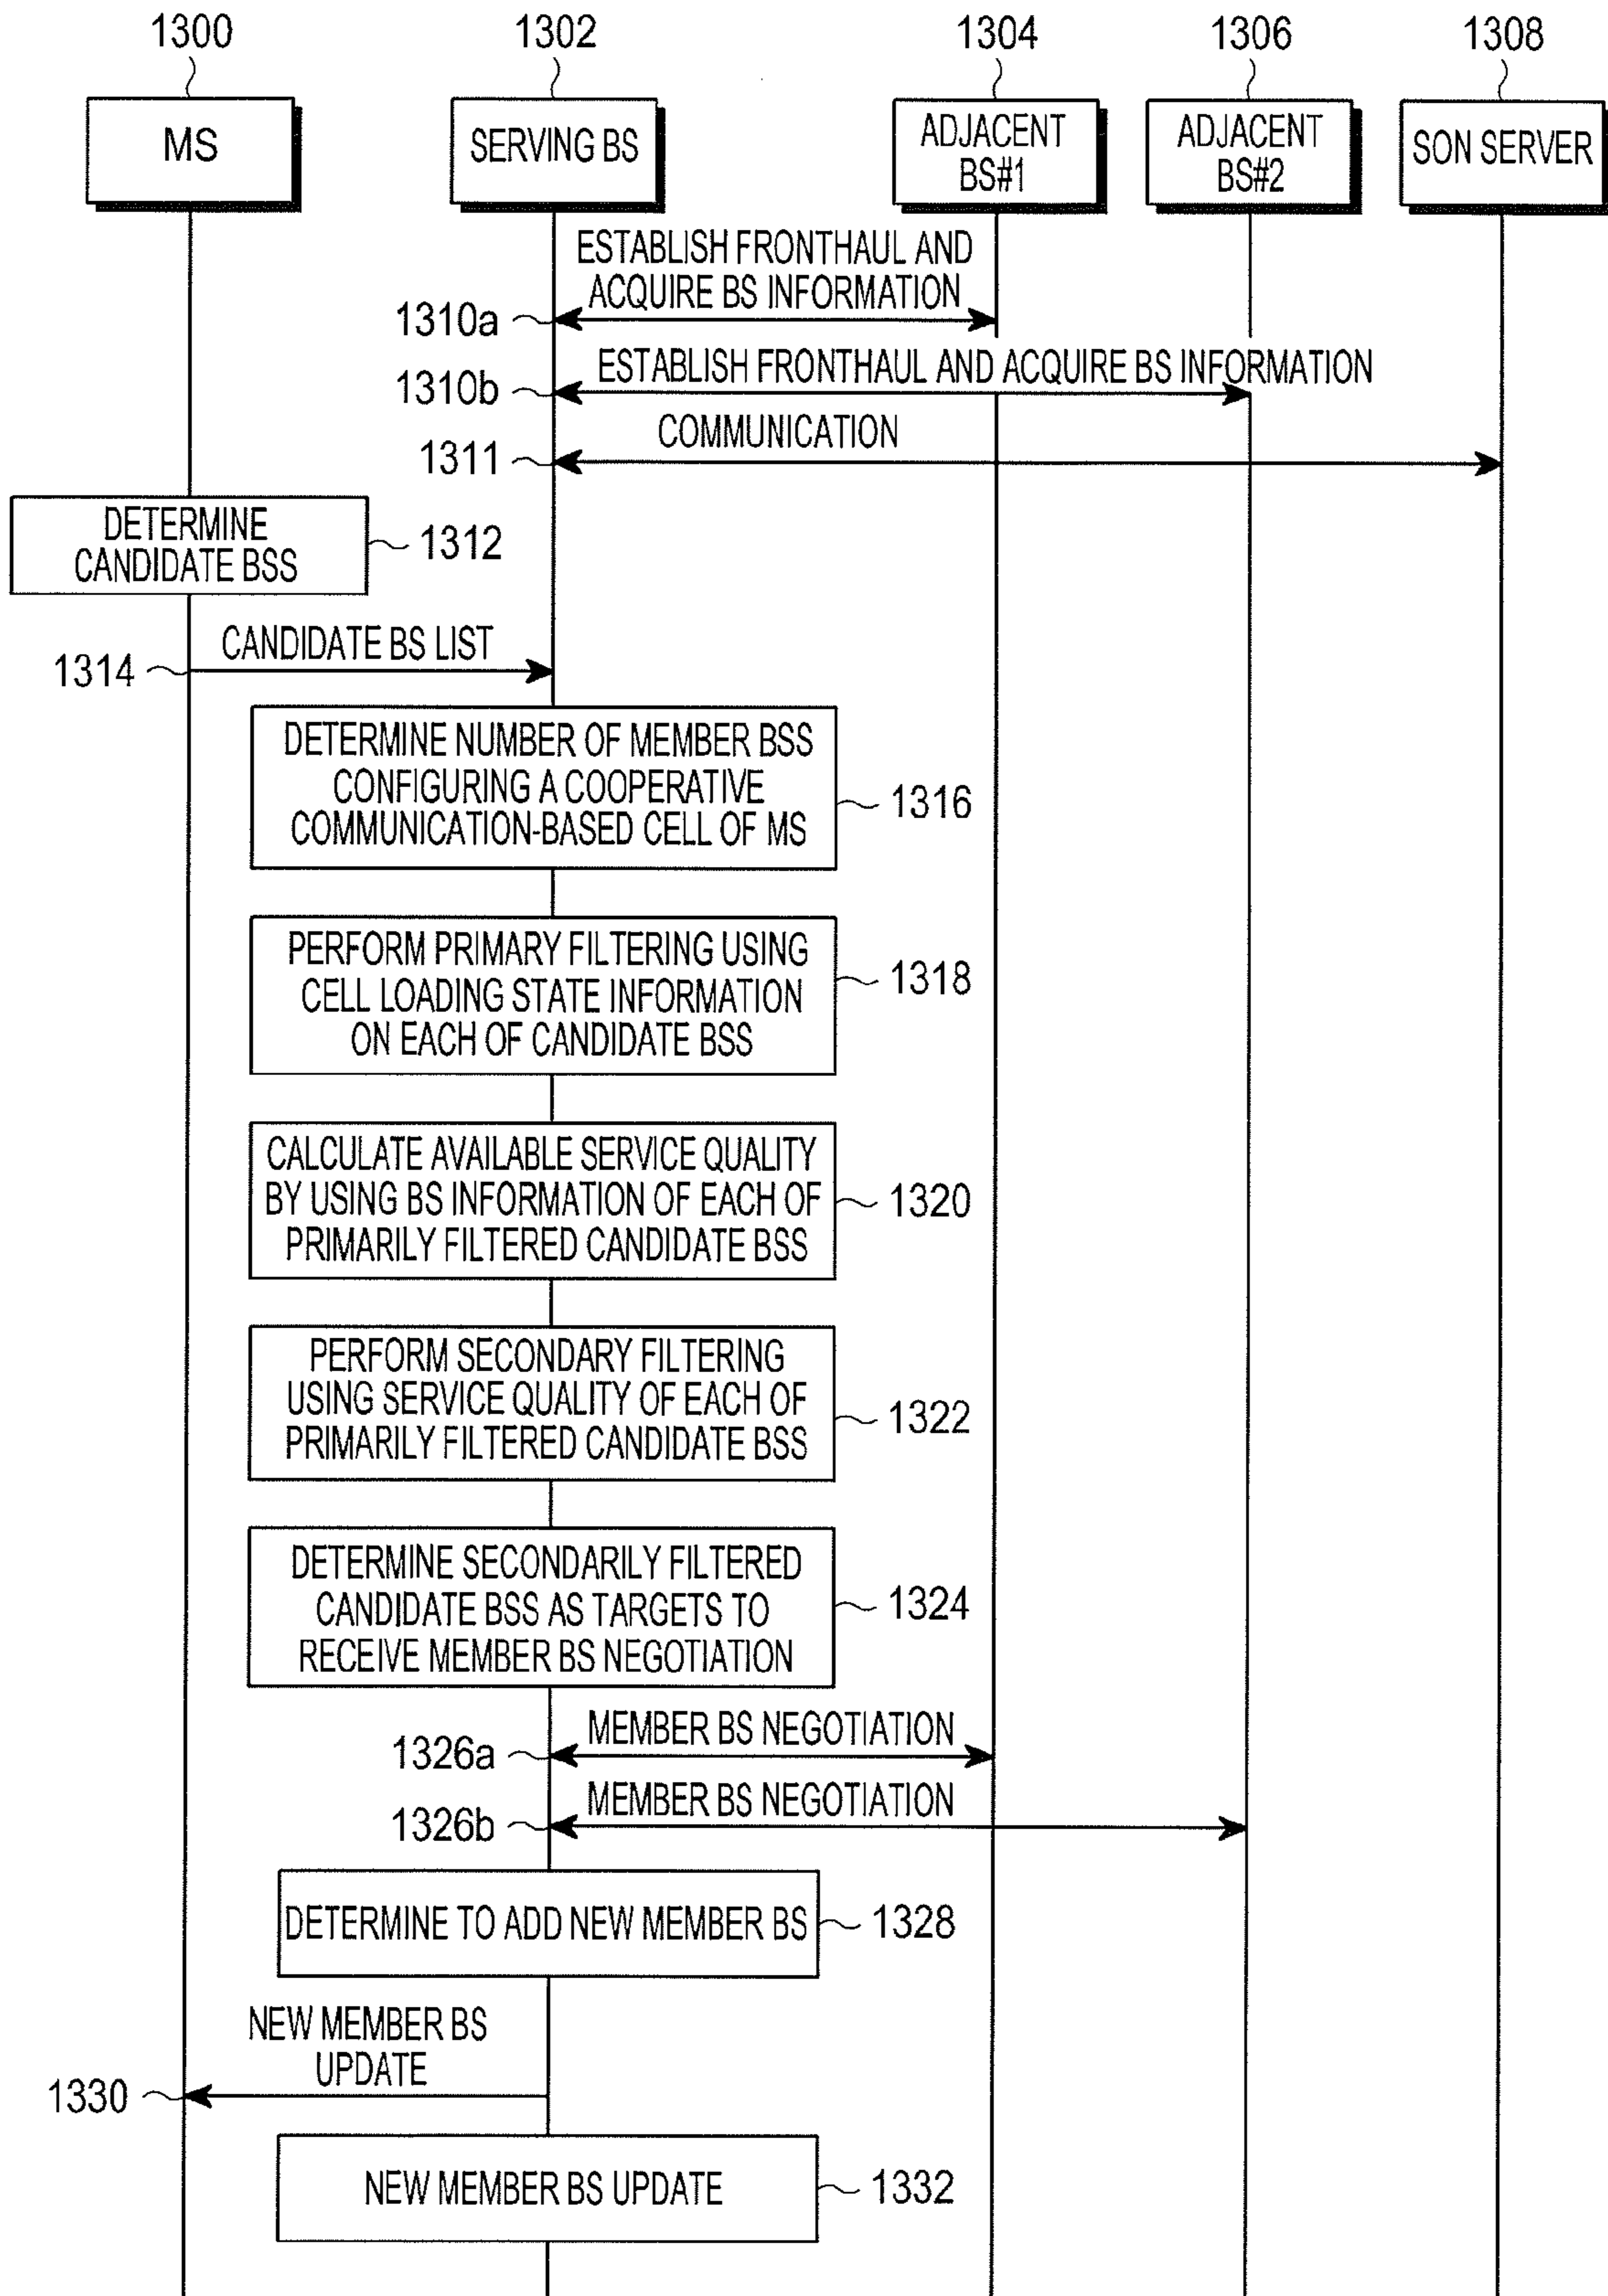 1300
1302
1304
1306
1308
MS
SERVING BS
ADJACENT
BS#1
ADJACENT
BS#2
SON SERVER
ESTABLISH FRONTHAUL AND
ACQUIRE BS INFORMATION
1310a
ESTABLISH FRONTHAUL AND ACQUIRE BS INFORMATION
1310b
COMMUNICATION
1311
DETERMINE
CANDIDATE BSS
1312
CANDIDATE BS LIST
1314
DETERMINE NUMBER OF MEMBER BSS
CONFIGURING A COOPERATIVE
COMMUNICATION-BASED CELL OF MS
1316
PERFORM PRIMARY FILTERING USING
CELL LOADING STATE INFORMATION
ON EACH OF CANDIDATE BSS
1318
CALCULATE AVAILABLE SERVICE QUALITY
BY USING BS INFORMATION OF EACH OF
PRIMARILY FILTERED CANDIDATE BSS
1320
PERFORM SECONDARY FILTERING
USING SERVICE QUALITY OF EACH OF
PRIMARILY FILTERED CANDIDATE BSS
1322
DETERMINE SECONDARILY FILTERED
CANDIDATE BSS AS TARGETS TO
RECEIVE MEMBER BS NEGOTIATION
1324
MEMBER BS NEGOTIATION
1326a
MEMBER BS NEGOTIATION
1326b
DETERMINE TO ADD NEW MEMBER BS
1328
NEW MEMBER BS
UPDATE
1330
NEW MEMBER BS UPDATE
1332